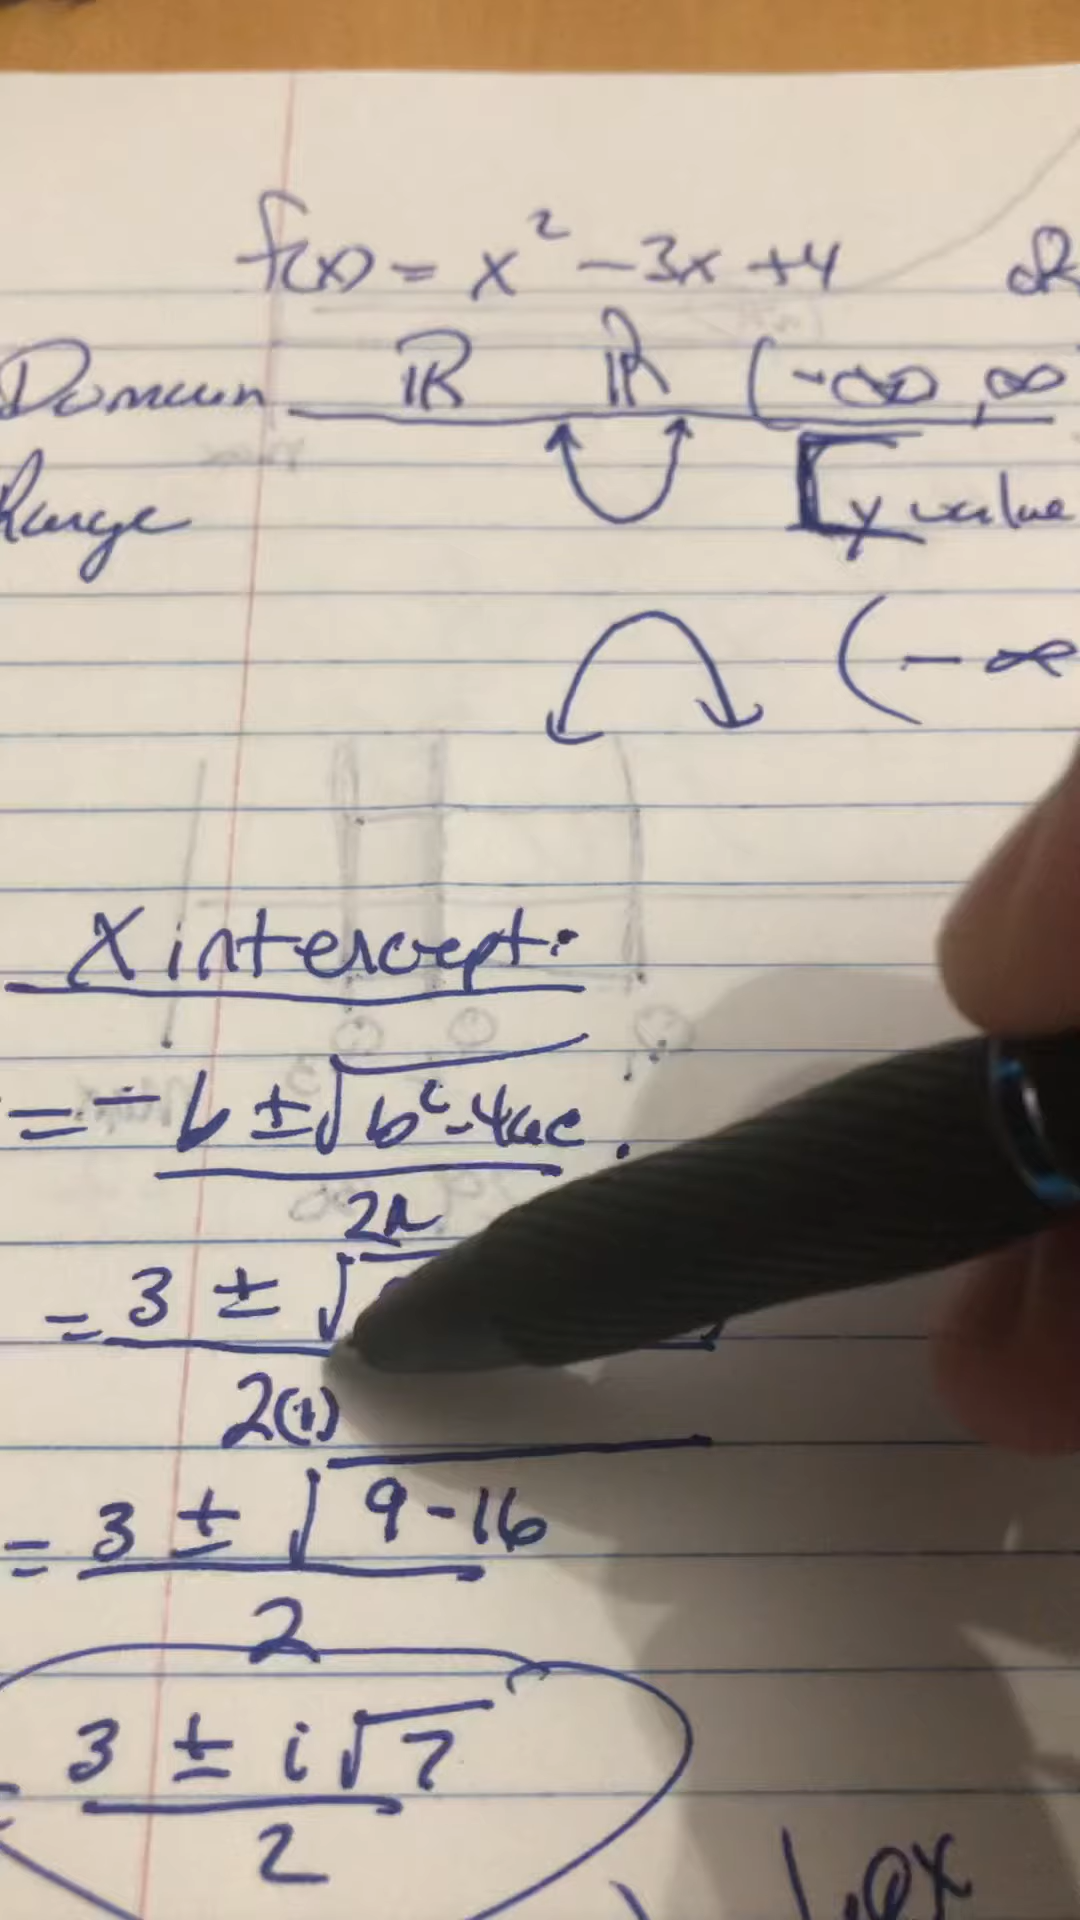 f(x) = x² - 3x + 4
Domain ℝ ℝ (-∞, ∞
Range [y value
(-∞
X intercept:
= -b ± √b² - 4ac
2a
= 3 ± √
2(1)
= 3 ± √9 - 16
2
3 ± i√7
2